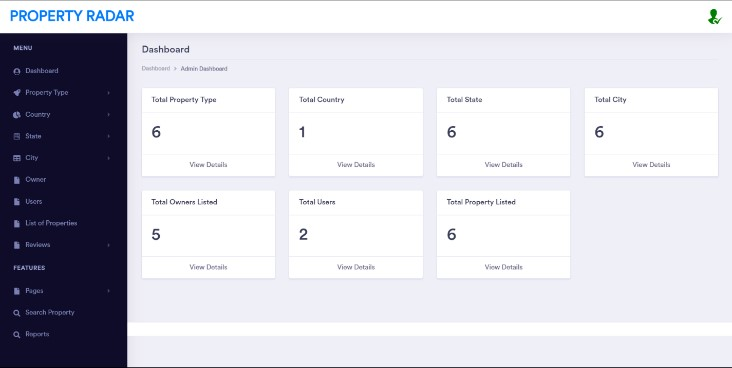 PROPERTY RADAR
MENU
Dashboard
Property Type
Country
State
City
Owner
Users
List of Properties
Reviews
FEATURES
Pages
Search Property
Reports
Dashboard
Dashboard > Admin Dashboard
Total Property Type
6
View Details
Total Country
1
View Details
Total State
6
View Details
Total City
6
View Details
Total Owners Listed
5
View Details
Total Users
2
View Details
Total Property Listed
6
View Details